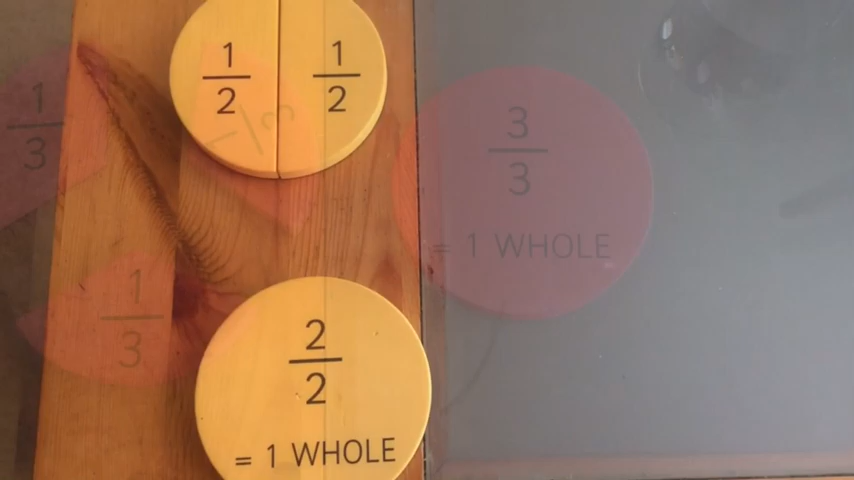 1/2 1/2
1/3
3/3
= 1 WHOLE
1/3
2/2
= 1 WHOLE